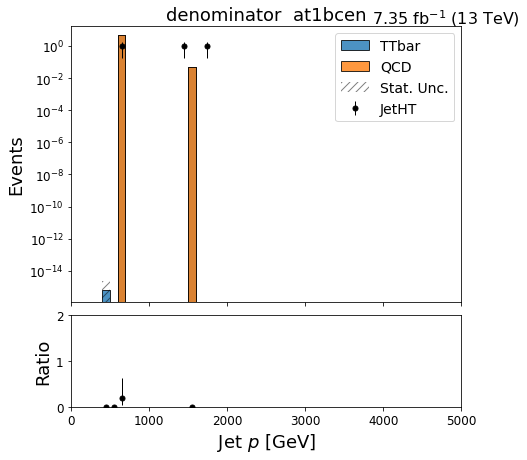 denominator at1bcen 7.35 fb⁻¹ (13 TeV)
TTbar
QCD
Stat. Unc.
JetHT
Events
10⁰
10⁻²
10⁻⁴
10⁻⁶
10⁻⁸
10⁻¹⁰
10⁻¹²
10⁻¹⁴
Ratio
2
1
0
0 1000 2000 3000 4000 5000
Jet p [GeV]